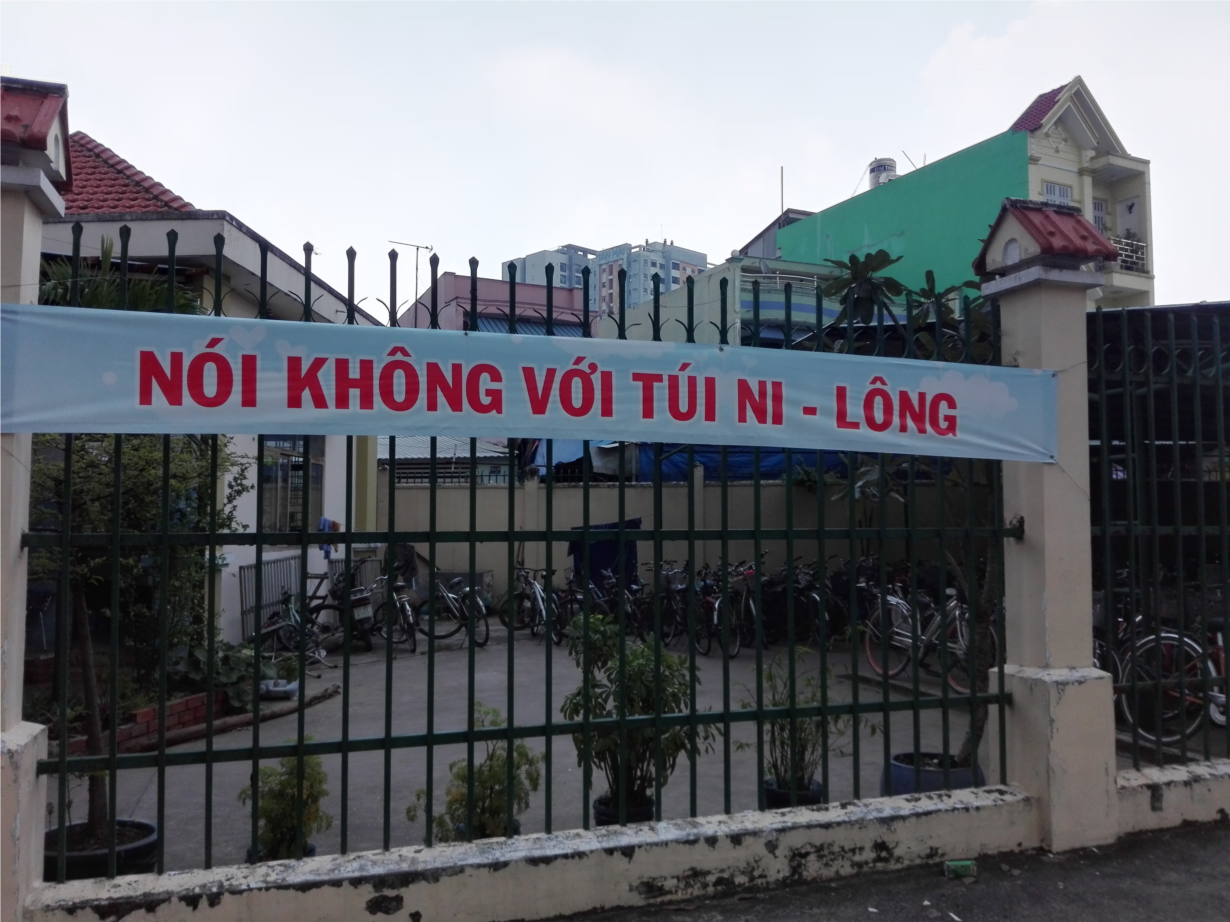 NÓI KHÔNG VỚI TÚI NI - LÔNG